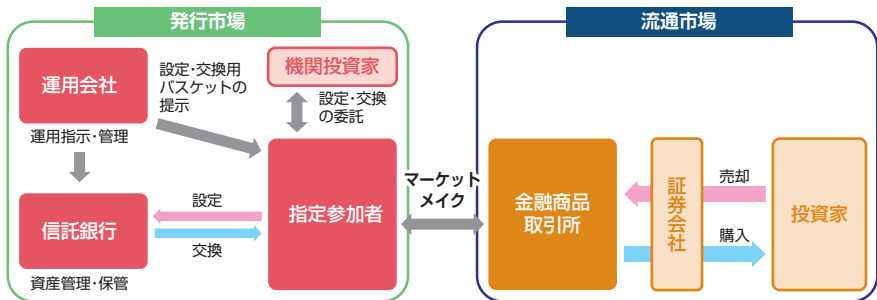 発行市場
流通市場
運用会社
設定・交換用
バスケットの
提示
機関投資家
設定・交換
の委託
運用指示・管理
信託銀行
資産管理・保管
設定
交換
指定参加者
マーケット
メイク
金融商品
取引所
証券会社
売却
購入
投資家